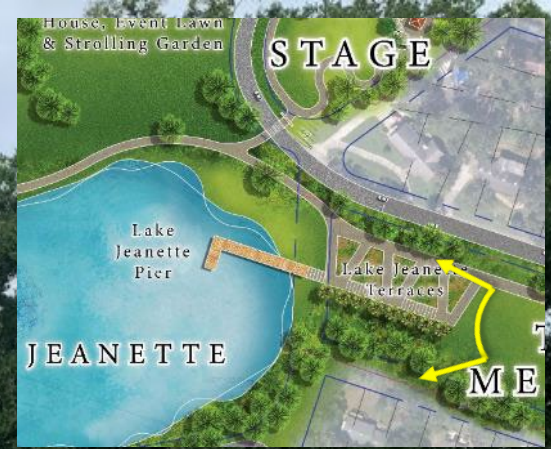 House, Event Lawn
& Strolling Garden
STAGE
Lake
Jeanette
Pier
Lake Jeanette
Terraces
JEANETTE
T
ME